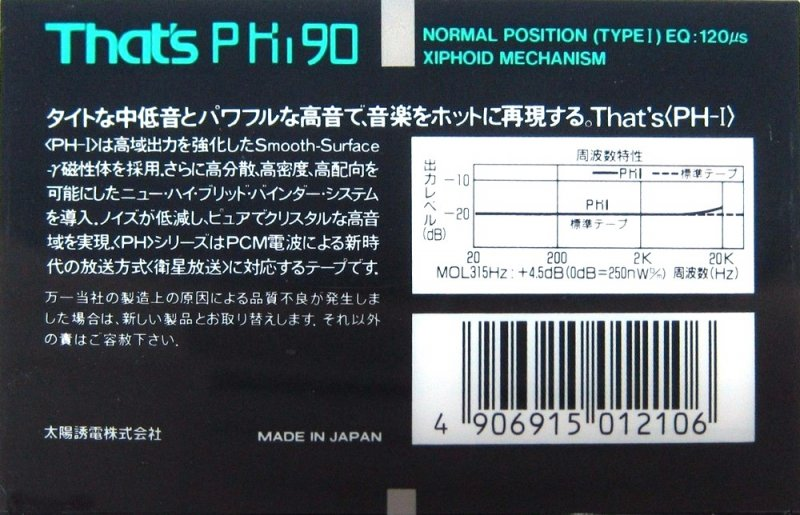 That's PHI90
NORMAL POSITION (TYPE I) EQ:120μs
XIPHOID MECHANISM
タイトな中低音とパワフルな高音で、音楽をホットに再現する。That's〈PH-I〉
〈PH-I〉は高域出力を強化したSmooth-Surface
-γ磁性体を採用。さらに高分散、高密度、高配向を
可能にしたニュー・ハイ・ブリッド・バインダー・システム
を導入。ノイズが低減し、ピュアでクリスタルな高音
域を実現。〈PH〉シリーズはPCM電波による新時
代の放送方式〈衛星放送〉に対応するテープです。
万一当社の製造上の原因による品質不良が発生しま
した場合は、新しい製品とお取り替えします。それ以外
の責はご容赦下さい。
太陽誘電株式会社
MADE IN JAPAN
周波数特性
PHI 標準テープ
出力レベル(dB)
-10
-20
-40
PHI
標準テープ
20 200 2K 20K
MOL315Hz:+4.5dB(0dB=250nWb/m) 周波数(Hz)
4 906915 012106